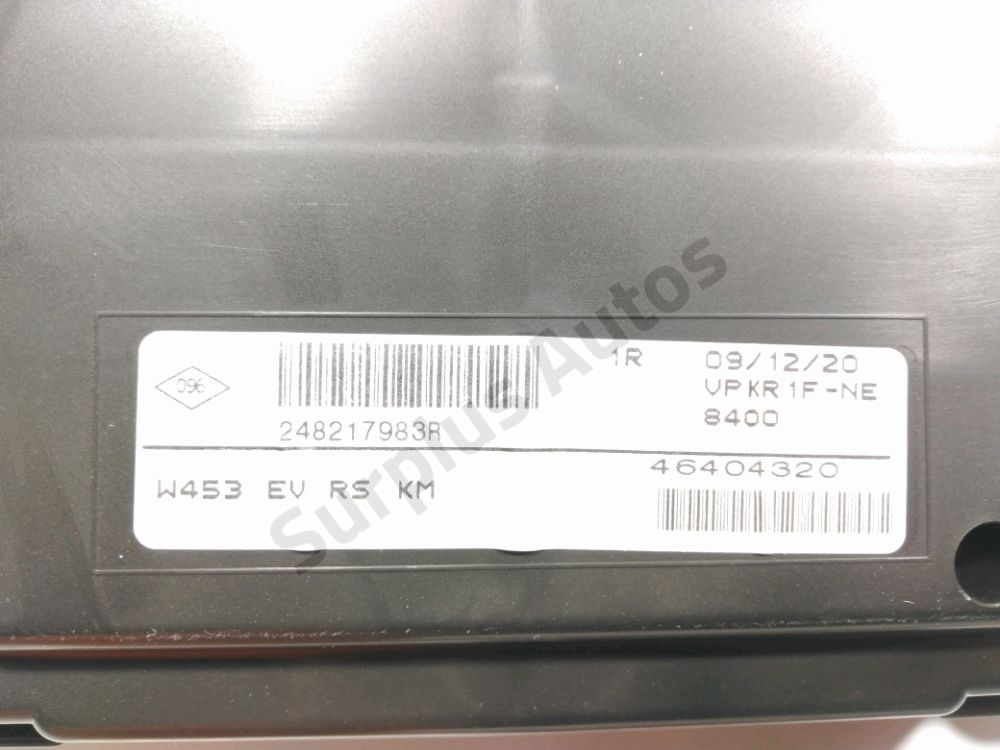 096
248217983R
1R 09/12/20
VPKR1F-NE
8400
W453 EV RS KM
46404320
Surplus Autos